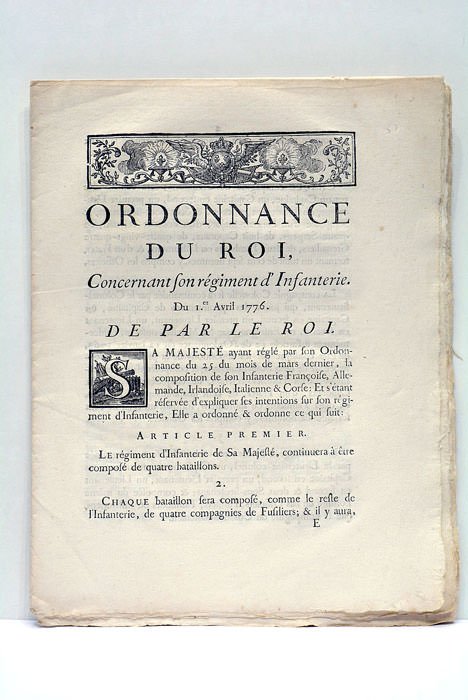 ORDONNANCE
DU ROI,
Concernant ſon régiment d'Infanterie.
Du 1.er Avril 1776.
DE PAR LE ROI.
SA MAJESTÉ ayant réglé par ſon Ordon-
nance du 25 du mois de mars dernier, la
compoſition de ſon Infanterie Françoiſe, Alle-
mande, Irlandoiſe, Italienne & Corſe: Et s'étant
réſervée d'expliquer ſes intentions ſur ſon régi-
ment d'Infanterie, Elle a ordonné & ordonne ce qui ſuit:
ARTICLE PREMIER.
LE régiment d'Infanterie de Sa Majeſté, continuera à être
compoſé de quatre bataillons.
2.
CHAQUE bataillon ſera compoſé, comme le reſte de
l'Infanterie, de quatre compagnies de Fuſiliers; & il y aura,
E